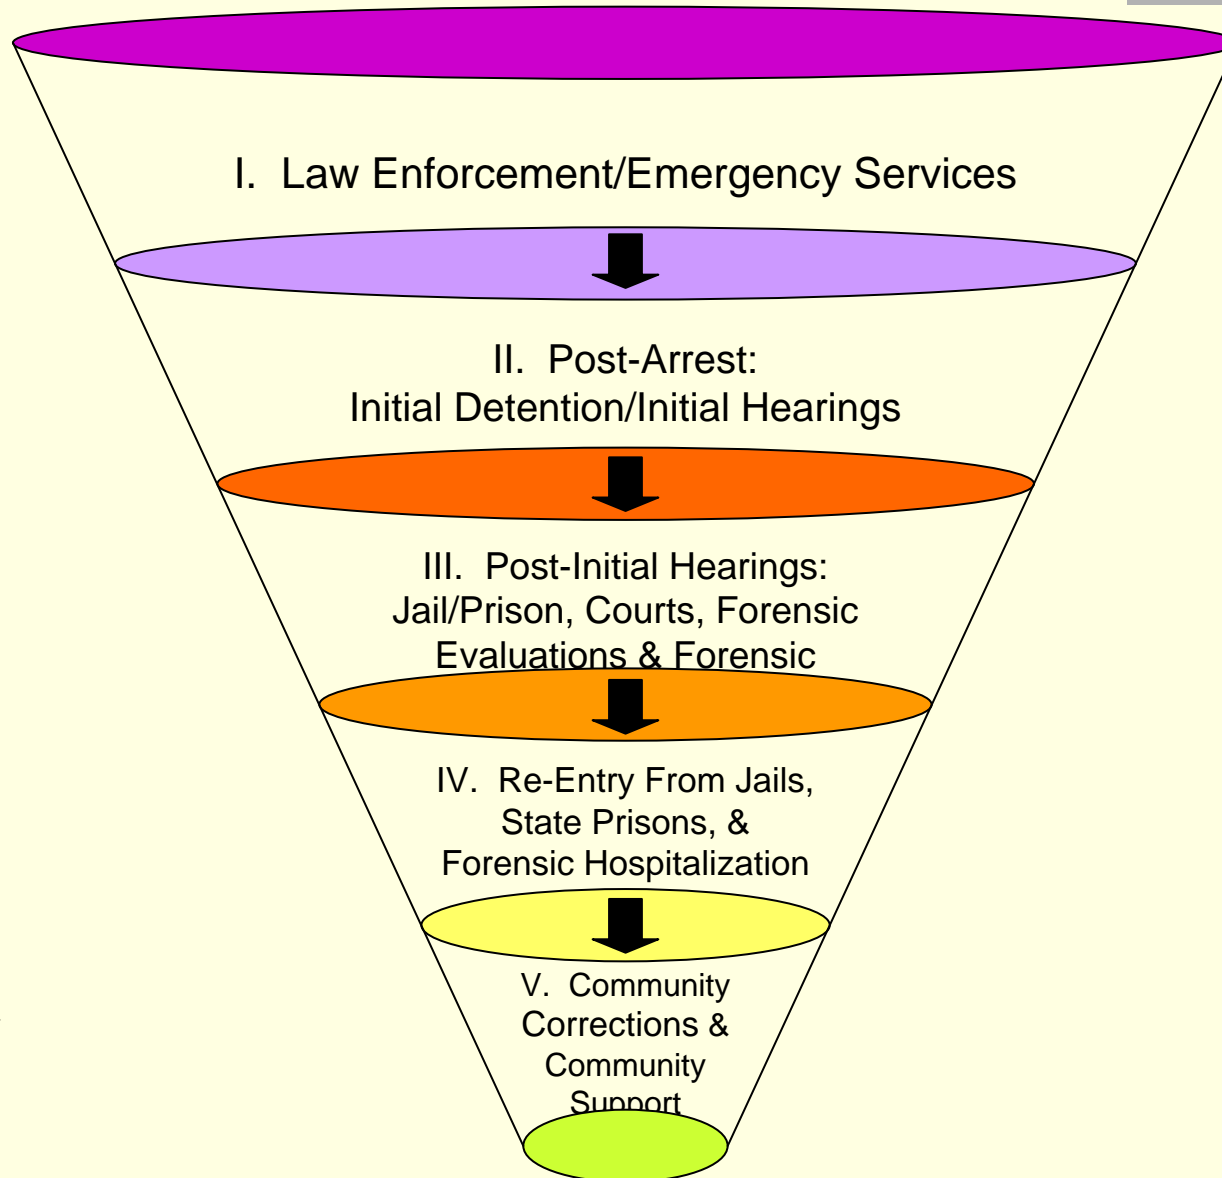 I. Law Enforcement/Emergency Services
II. Post-Arrest:
Initial Detention/Initial Hearings
III. Post-Initial Hearings:
Jail/Prison, Courts, Forensic
Evaluations & Forensic
IV. Re-Entry From Jails,
State Prisons, &
Forensic Hospitalization
V. Community
Corrections &
Community
Support